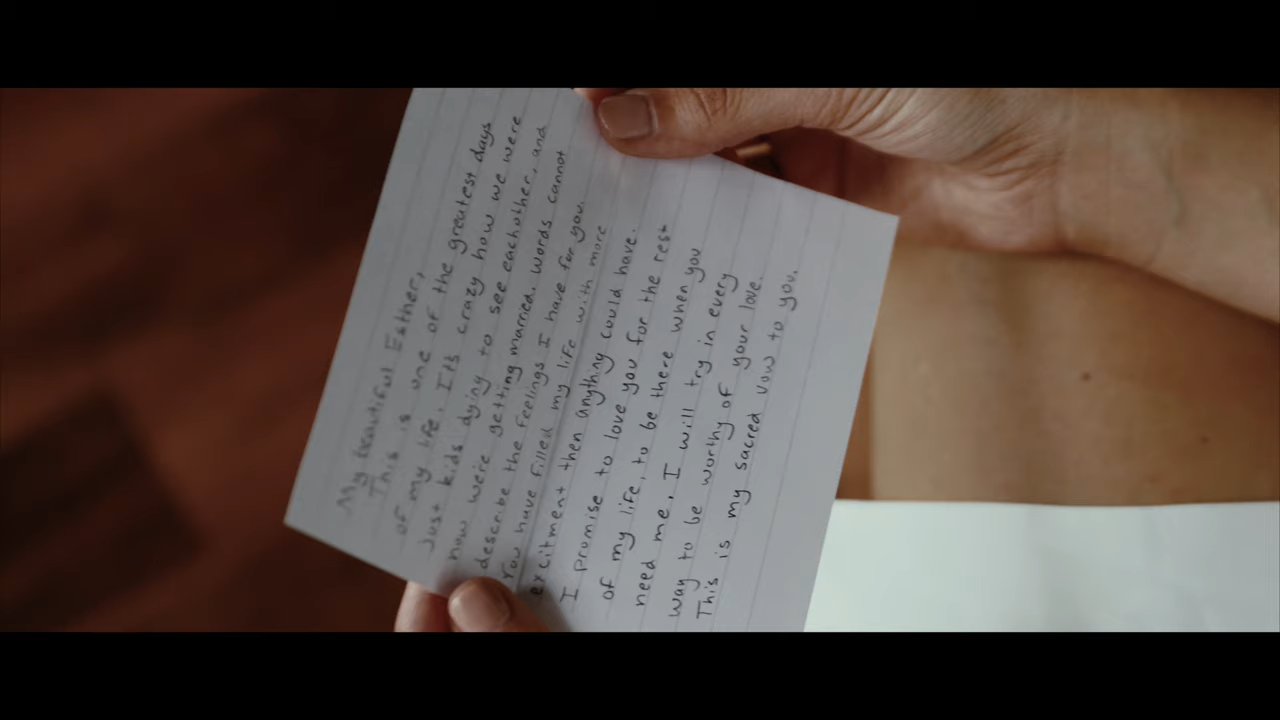 My beautiful Esther,
This is one of the greatest days
of my life. Its crazy how we were
Just kids dying to see eachother, and
now we're getting married. Words cannot
describe the feelings I have for you.
You have filled my life with more
excitment then anything could have.
I promise to love you for the rest
of my life, to be there when you
need me. I will try in every
way to be worthy of your love.
This is my sacred vow to you.